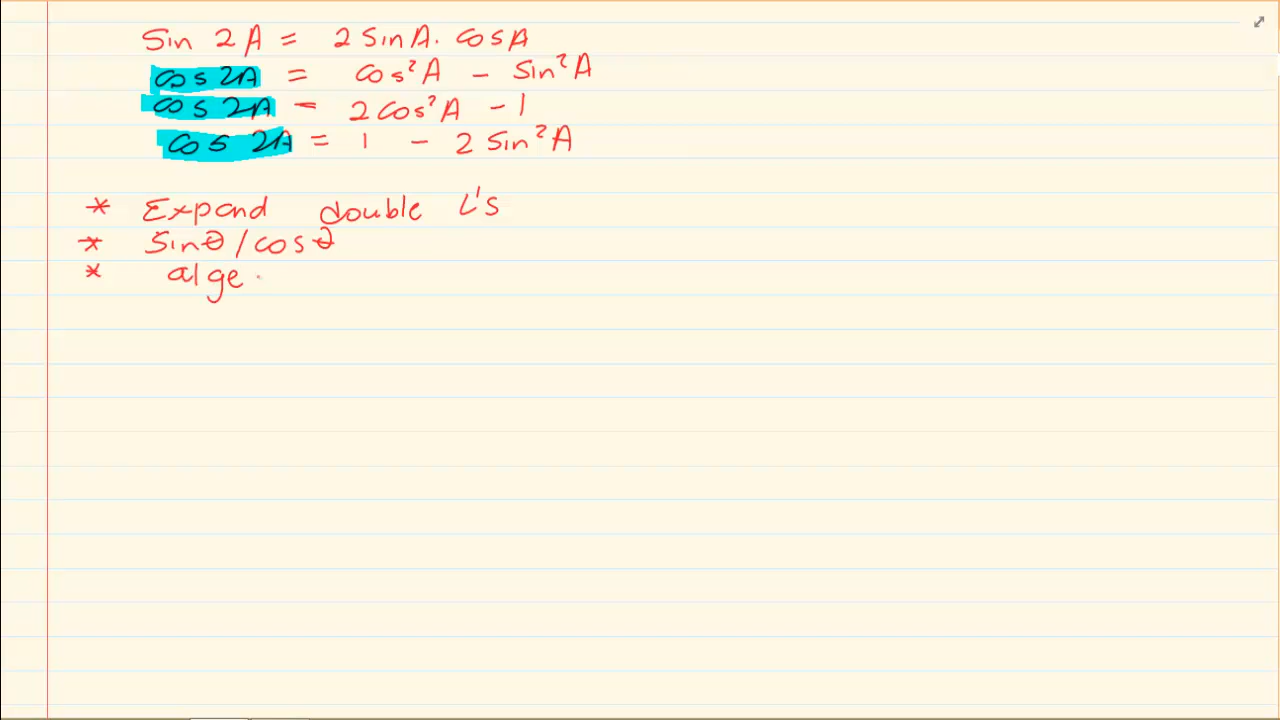 Sin 2A = 2 SinA. cosA
cos 2A = cos²A - sin²A
cos 2A = 2cos²A - 1
cos 2A = 1 - 2 Sin²A
* Expand double L's
* Sinθ/cosθ
* alge